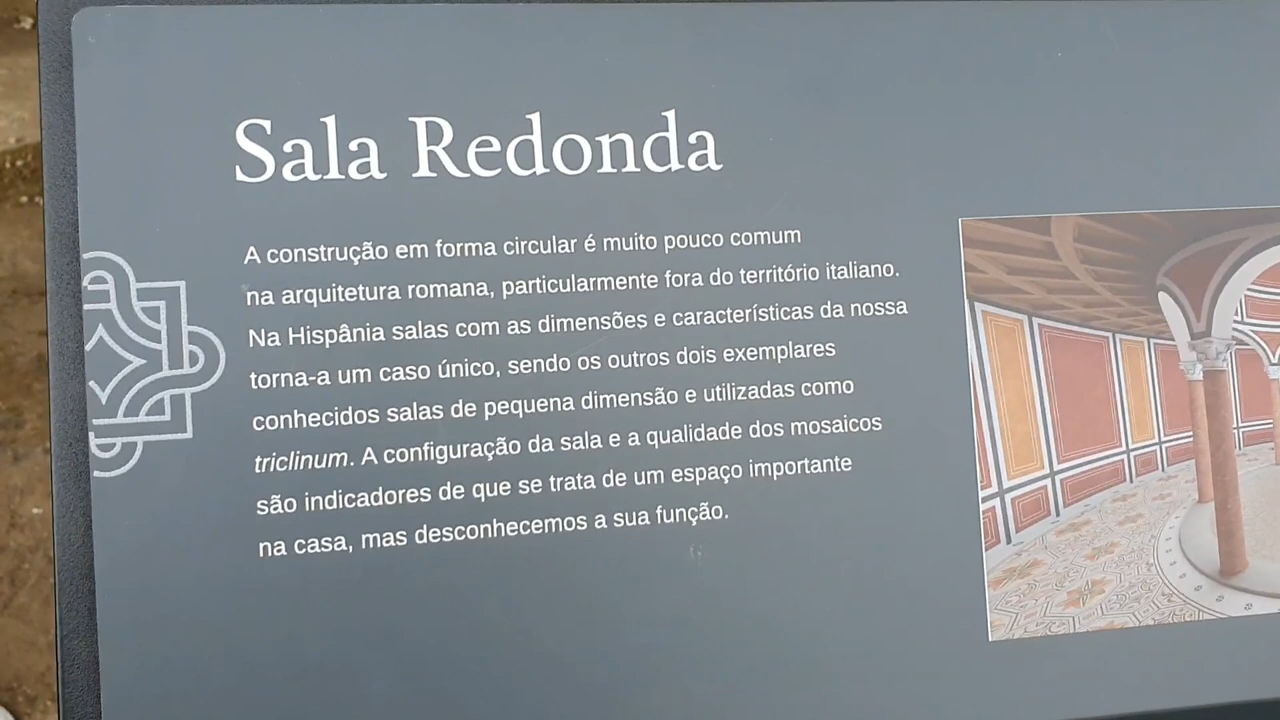 Sala Redonda
A construção em forma circular é muito pouco comum
na arquitetura romana, particularmente fora do território italiano.
Na Hispânia salas com as dimensões e características da nossa
torna-a um caso único, sendo os outros dois exemplares
conhecidos salas de pequena dimensão e utilizadas como
triclinum. A configuração da sala e a qualidade dos mosaicos
são indicadores de que se trata de um espaço importante
na casa, mas desconhecemos a sua função.